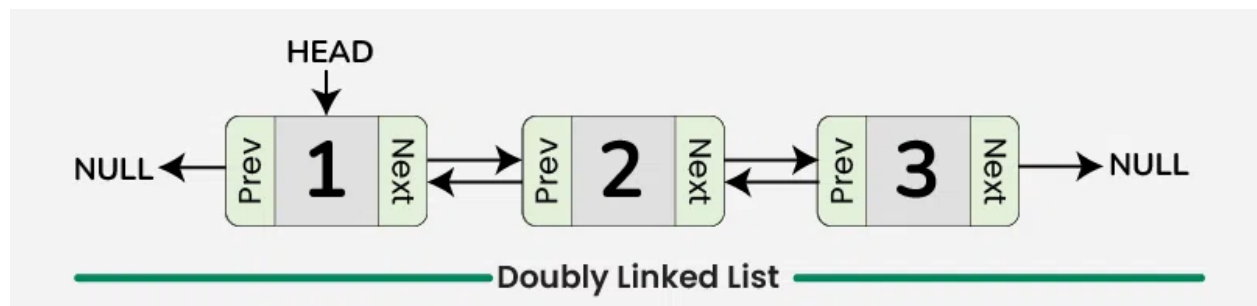 HEAD
NULL Prev 1 Next Prev 2 Next Prev 3 Next NULL
Doubly Linked List